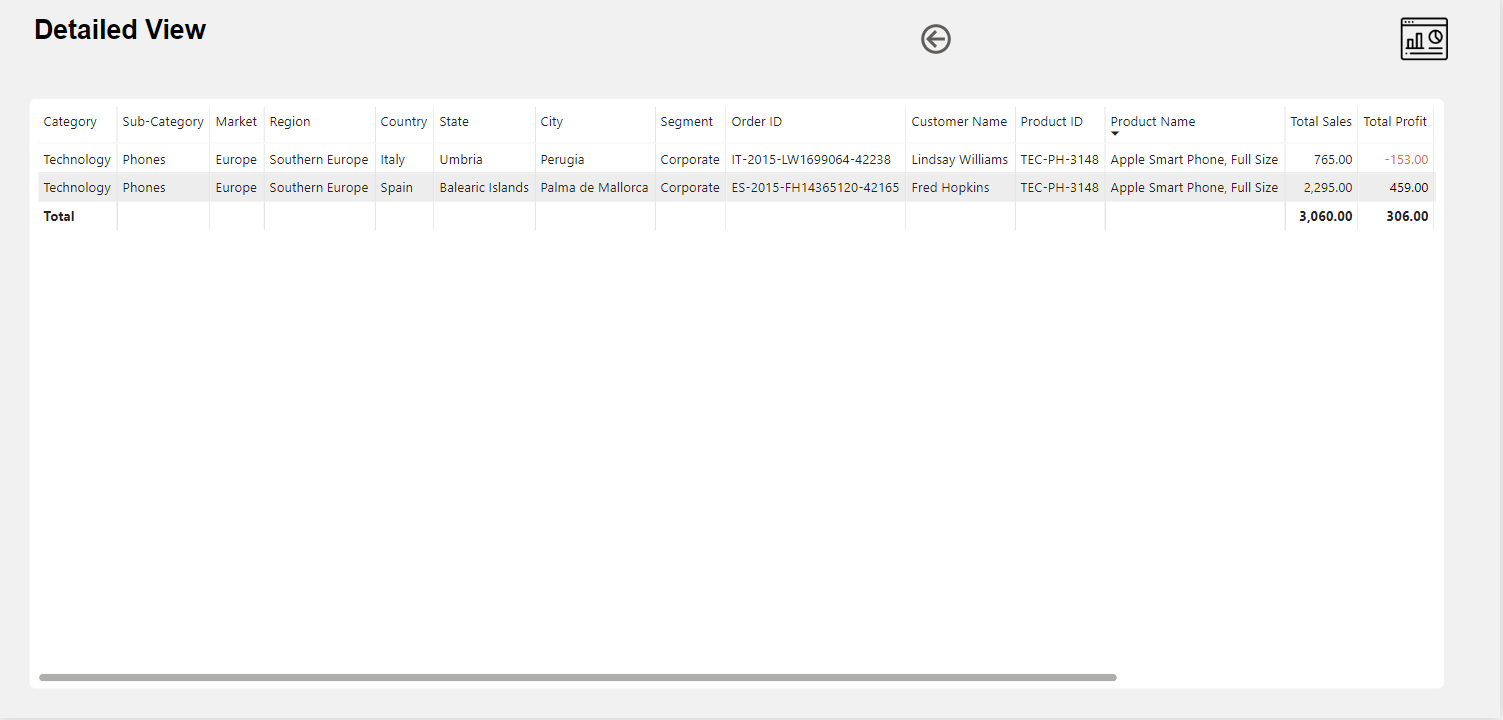 Detailed View
Category Sub-Category Market Region Country State City Segment Order ID Customer Name Product ID Product Name Total Sales Total Profit
Technology Phones Europe Southern Europe Italy Umbria Perugia Corporate IT-2015-LW1699064-42238 Lindsay Williams TEC-PH-3148 Apple Smart Phone, Full Size 765.00 -153.00
Technology Phones Europe Southern Europe Spain Balearic Islands Palma de Mallorca Corporate ES-2015-FH14365120-42165 Fred Hopkins TEC-PH-3148 Apple Smart Phone, Full Size 2,295.00 459.00
Total 3,060.00 306.00